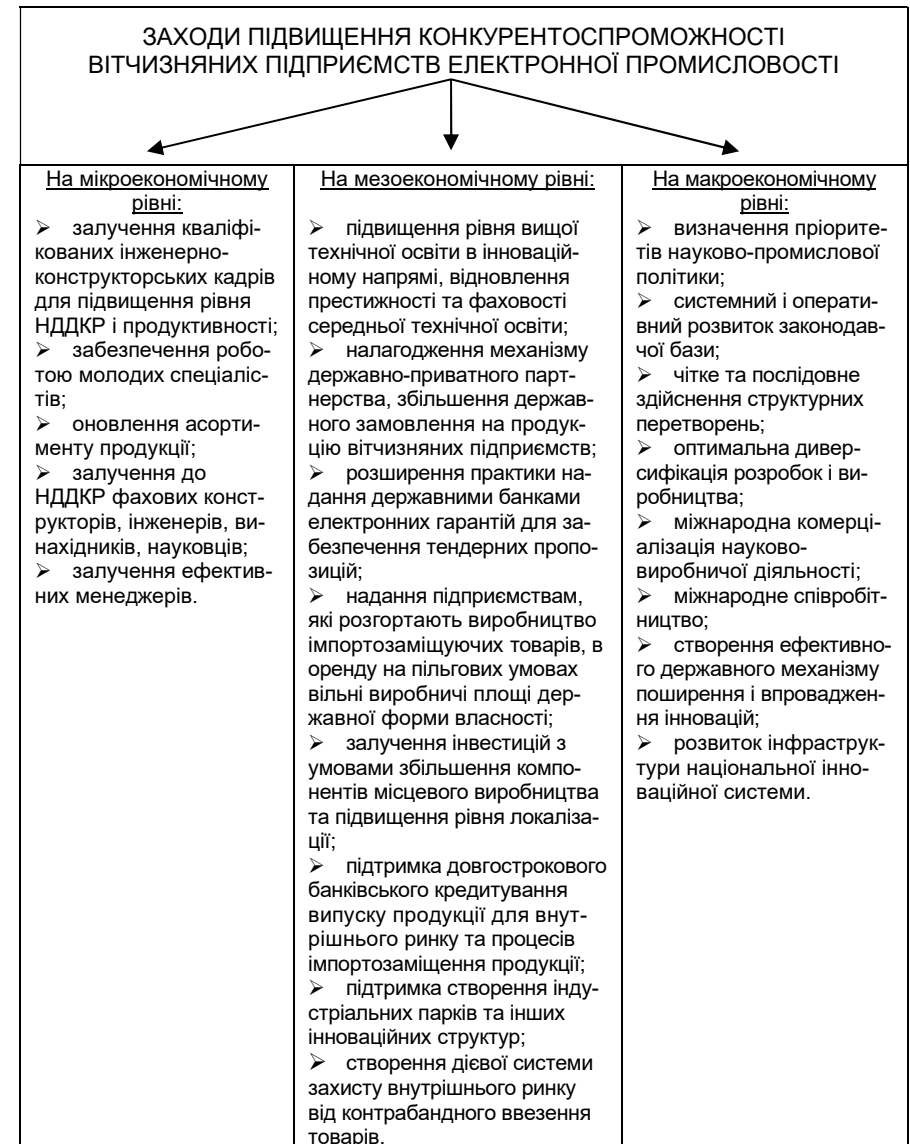 ЗАХОДИ ПІДВИЩЕННЯ КОНКУРЕНТОСПРОМОЖНОСТІ
ВІТЧИЗНЯНИХ ПІДПРИЄМСТВ ЕЛЕКТРОННОЇ ПРОМИСЛОВОСТІ
На мікроекономічному
рівні:
➢ залучення кваліфі-
кованих інженерно-
конструкторських кадрів
для підвищення рівня
НДДКР і продуктивності;
➢ забезпечення робо-
тою молодих спеціаліс-
тів;
➢ оновлення асорти-
менту продукції;
➢ залучення до
НДДКР фахових конст-
рукторів, інженерів, ви-
нахідників, науковців;
➢ залучення ефектив-
них менеджерів.
На мезоекономічному рівні:
➢ підвищення рівня вищої
технічної освіти в інновацій-
ному напрямі, відновлення
престижності та фаховості
середньої технічної освіти;
➢ налагодження механізму
державно-приватного парт-
нерства, збільшення держав-
ного замовлення на продук-
цію вітчизняних підприємств;
➢ розширення практики на-
дання державними банками
електронних гарантій для за-
безпечення тендерних пропо-
зицій;
➢ надання підприємствам,
які розгортають виробництво
імпортозаміщуючих товарів, в
оренду на пільгових умовах
вільні виробничі площі дер-
жавної форми власності;
➢ залучення інвестицій з
умовами збільшення компо-
нентів місцевого виробництва
та підвищення рівня локаліза-
ції;
➢ підтримка довгострокового
банківського кредитування
випуску продукції для внут-
рішнього ринку та процесів
імпортозаміщення продукції;
➢ підтримка створення інду-
стріальних парків та інших
інноваційних структур;
➢ створення дієвої системи
захисту внутрішнього ринку
від контрабандного ввезення
товарів.
На макроекономічному
рівні:
➢ визначення пріорите-
тів науково-промислової
політики;
➢ системний і операти-
вний розвиток законодав-
чої бази;
➢ чітке та послідовне
здійснення структурних
перетворень;
➢ оптимальна дивер-
сифікація розробок і ви-
робництва;
➢ міжнародна комерці-
алізація науково-
виробничої діяльності;
➢ міжнародне співробіт-
ництво;
➢ створення ефективно-
го державного механізму
поширення і впроваджен-
ня інновацій;
➢ розвиток інфраструк-
тури національної інно-
ваційної системи.